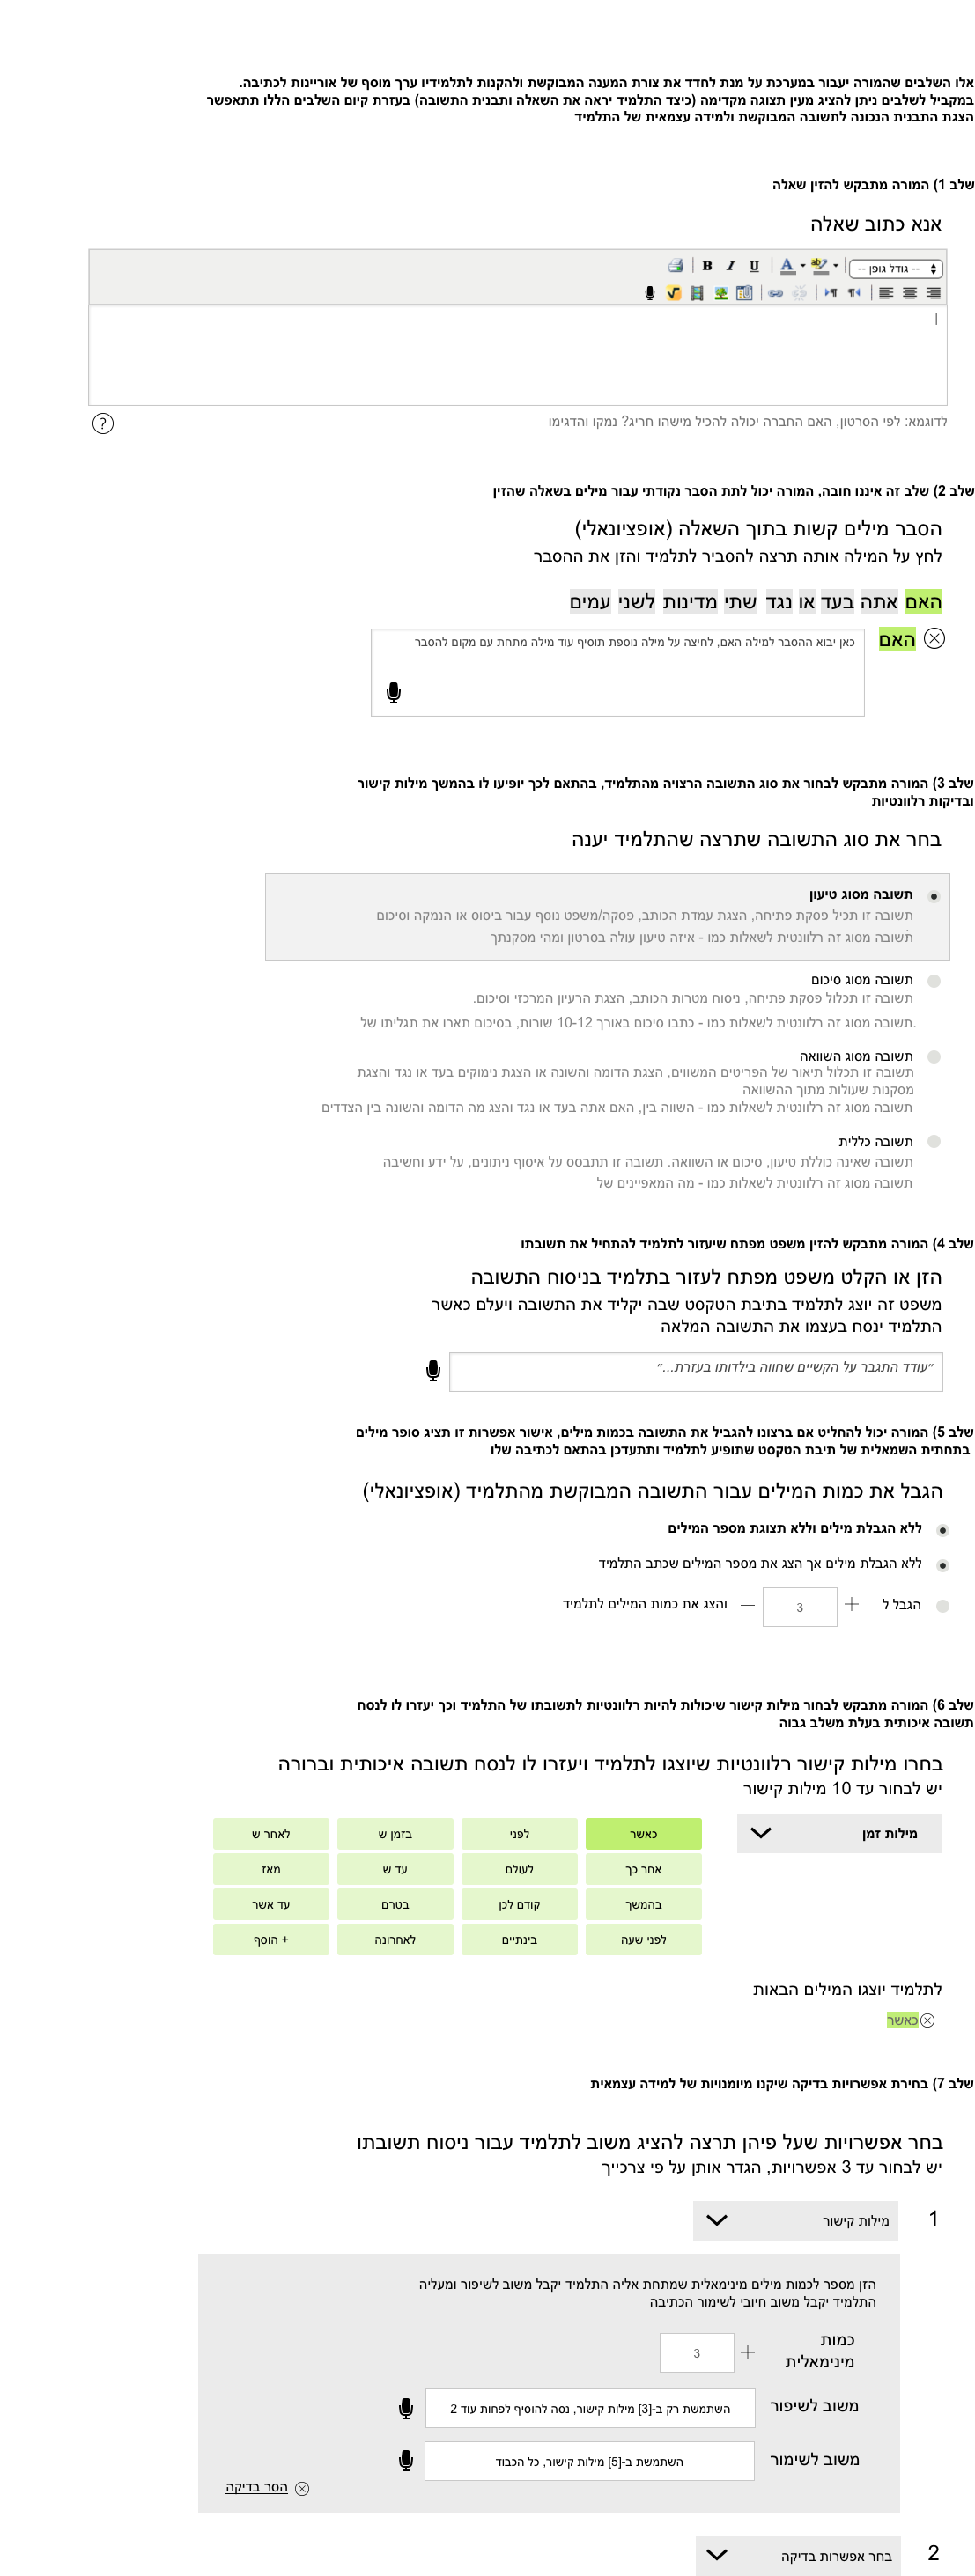 אלו השלבים שהמורה יעבור במערכת על מנת לחדד את צורת המענה המבוקשת ולהקנות לתלמידיו ערך מוסף של אוריינות לכתיבה.
במקביל לשלבים ניתן להציג מעין תצוגה מקדימה (כיצד התלמיד יראה את השאלה ותבנית התשובה) בעזרת קיום השלבים הללו תתאפשר
הצגת התבנית הנכונה לתשובה המבוקשת ולמידה עצמאית של התלמיד
שלב 1) המורה מתבקש להזין שאלה
אנא כתוב שאלה
-- גודל גופן --
לדוגמא: לפי הסרטון, האם החברה יכולה להכיל מישהו חריג? נמקו והדגימו
?
שלב 2) שלב זה איננו חובה, המורה יכול לתת הסבר נקודתי עבור מילים בשאלה שהזין
הסבר מילים קשות בתוך השאלה (אופציונאלי)
לחץ על המילה אותה תרצה להסביר לתלמיד והזן את ההסבר
האם אתה בעד או נגד שתי מדינות לשני עמים
האם
כאן יבוא ההסבר למילה האם, לחיצה על מילה נוספת תוסיף עוד מילה מתחת עם מקום להסבר
שלב 3) המורה מתבקש לבחור את סוג התשובה הרצויה מהתלמיד, בהתאם לכך יופיעו לו בהמשך מילות קישור
ובדיקות רלוונטיות
בחר את סוג התשובה שתרצה שהתלמיד יענה
תשובה מסוג טיעון
תשובה זו תכיל פסקת פתיחה, הצגת עמדת הכותב, פסקה/משפט נוסף עבור ביסוס או הנמקה וסיכום
.
תשובה מסוג זה רלוונטית לשאלות כמו - איזה טיעון עולה בסרטון ומהי מסקנתך
תשובה מסוג סיכום
תשובה זו תכלול פסקת פתיחה, ניסוח מטרות הכותב, הצגת הרעיון המרכזי וסיכום.
.תשובה מסוג זה רלוונטית לשאלות כמו - כתבו סיכום באורך 10-12 שורות, בסיכום תארו את תגליתו של
תשובה מסוג השוואה
תשובה זו תכלול תיאור של הפריטים המשווים, הצגת הדומה והשונה או הצגת נימוקים בעד או נגד והצגת
מסקנות שעולות מתוך ההשוואה
תשובה מסוג זה רלוונטית לשאלות כמו - השווה בין, האם אתה בעד או נגד והצג מה הדומה והשונה בין הצדדים
תשובה כללית
תשובה שאינה כוללת טיעון, סיכום או השוואה. תשובה זו תתבסס על איסוף ניתונים, על ידע וחשיבה
תשובה מסוג זה רלוונטית לשאלות כמו - מה המאפיינים של
שלב 4) המורה מתבקש להזין משפט מפתח שיעזור לתלמיד להתחיל את תשובתו
הזן או הקלט משפט מפתח לעזור בתלמיד בניסוח התשובה
משפט זה יוצג לתלמיד בתיבת הטקסט שבה יקליד את התשובה ויעלם כאשר
התלמיד ינסח בעצמו את התשובה המלאה
״עודד התגבר על הקשיים שחווה בילדותו בעזרת...״
שלב 5) המורה יכול להחליט אם ברצונו להגביל את התשובה בכמות מילים, אישור אפשרות זו תציג סופר מילים
בתחתית השמאלית של תיבת הטקסט שתופיע לתלמיד ותתעדכן בהתאם לכתיבה שלו
הגבל את כמות המילים עבור התשובה המבוקשת מהתלמיד (אופציונאלי)
ללא הגבלת מילים וללא תצוגת מספר המילים
ללא הגבלת מילים אך הצג את מספר המילים שכתב התלמיד
הגבל ל + 3 — והצג את כמות המילים לתלמיד
שלב 6) המורה מתבקש לבחור מילות קישור שיכולות להיות רלוונטיות לתשובתו של התלמיד וכך יעזרו לו לנסח
תשובה איכותית בעלת משלב גבוה
בחרו מילות קישור רלוונטיות שיוצגו לתלמיד ויעזרו לו לנסח תשובה איכותית וברורה
יש לבחור עד 10 מילות קישור
מילות זמן
כאשר לפני בזמן ש לאחר ש
אחר כך לעולם עד ש מאז
בהמשך קודם לכן בטרם עד אשר
לפני שעה בינתיים לאחרונה + הוסף
לתלמיד יוצגו המילים הבאות
כאשר
שלב 7) בחירת אפשרויות בדיקה שיקנו מיומנויות של למידה עצמאית
בחר אפשרויות שעל פיהן תרצה להציג משוב לתלמיד עבור ניסוח תשובתו
יש לבחור עד 3 אפשרויות, הגדר אותן על פי צרכייך
1 מילות קישור
הזן מספר לכמות מילים מינימאלית שמתחת אליה התלמיד יקבל משוב לשיפור ומעליה
התלמיד יקבל משוב חיובי לשימור הכתיבה
כמות
מינימאלית
+ 3 —
משוב לשיפור השתמשת רק ב-[3] מילות קישור, נסה להוסיף לפחות עוד 2
משוב לשימור השתמשת ב-[5] מילות קישור, כל הכבוד
הסר בדיקה
2 בחר אפשרות בדיקה